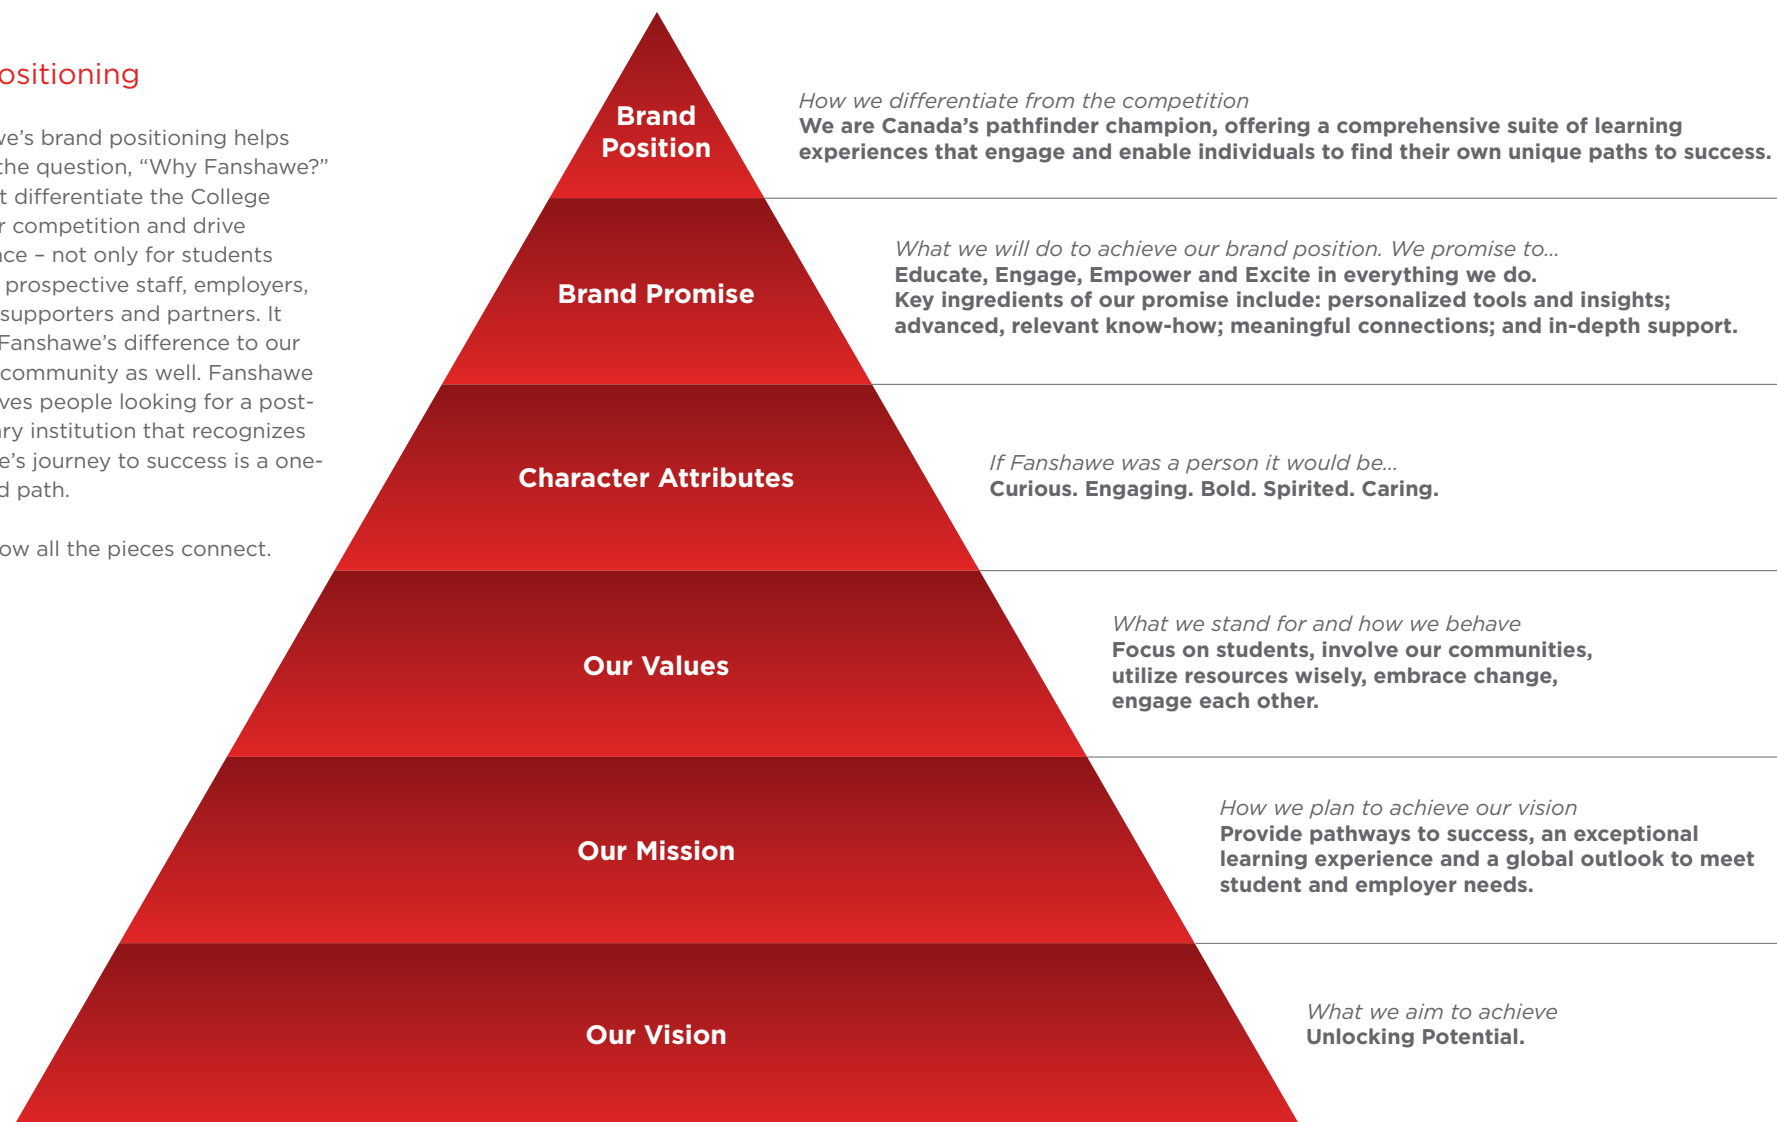 ositioning
we’s brand positioning helps
the question, “Why Fanshawe?”
t differentiate the College
r competition and drive
nce – not only for students
prospective staff, employers,
supporters and partners. It
Fanshawe’s difference to our
community as well. Fanshawe
ves people looking for a post-
ary institution that recognizes
e’s journey to success is a one-
d path.
ow all the pieces connect.
Brand
Position
How we differentiate from the competition
We are Canada’s pathfinder champion, offering a comprehensive suite of learning
experiences that engage and enable individuals to find their own unique paths to success.
Brand Promise
What we will do to achieve our brand position. We promise to...
Educate, Engage, Empower and Excite in everything we do.
Key ingredients of our promise include: personalized tools and insights;
advanced, relevant know-how; meaningful connections; and in-depth support.
Character Attributes
If Fanshawe was a person it would be...
Curious. Engaging. Bold. Spirited. Caring.
Our Values
What we stand for and how we behave
Focus on students, involve our communities,
utilize resources wisely, embrace change,
engage each other.
Our Mission
How we plan to achieve our vision
Provide pathways to success, an exceptional
learning experience and a global outlook to meet
student and employer needs.
Our Vision
What we aim to achieve
Unlocking Potential.